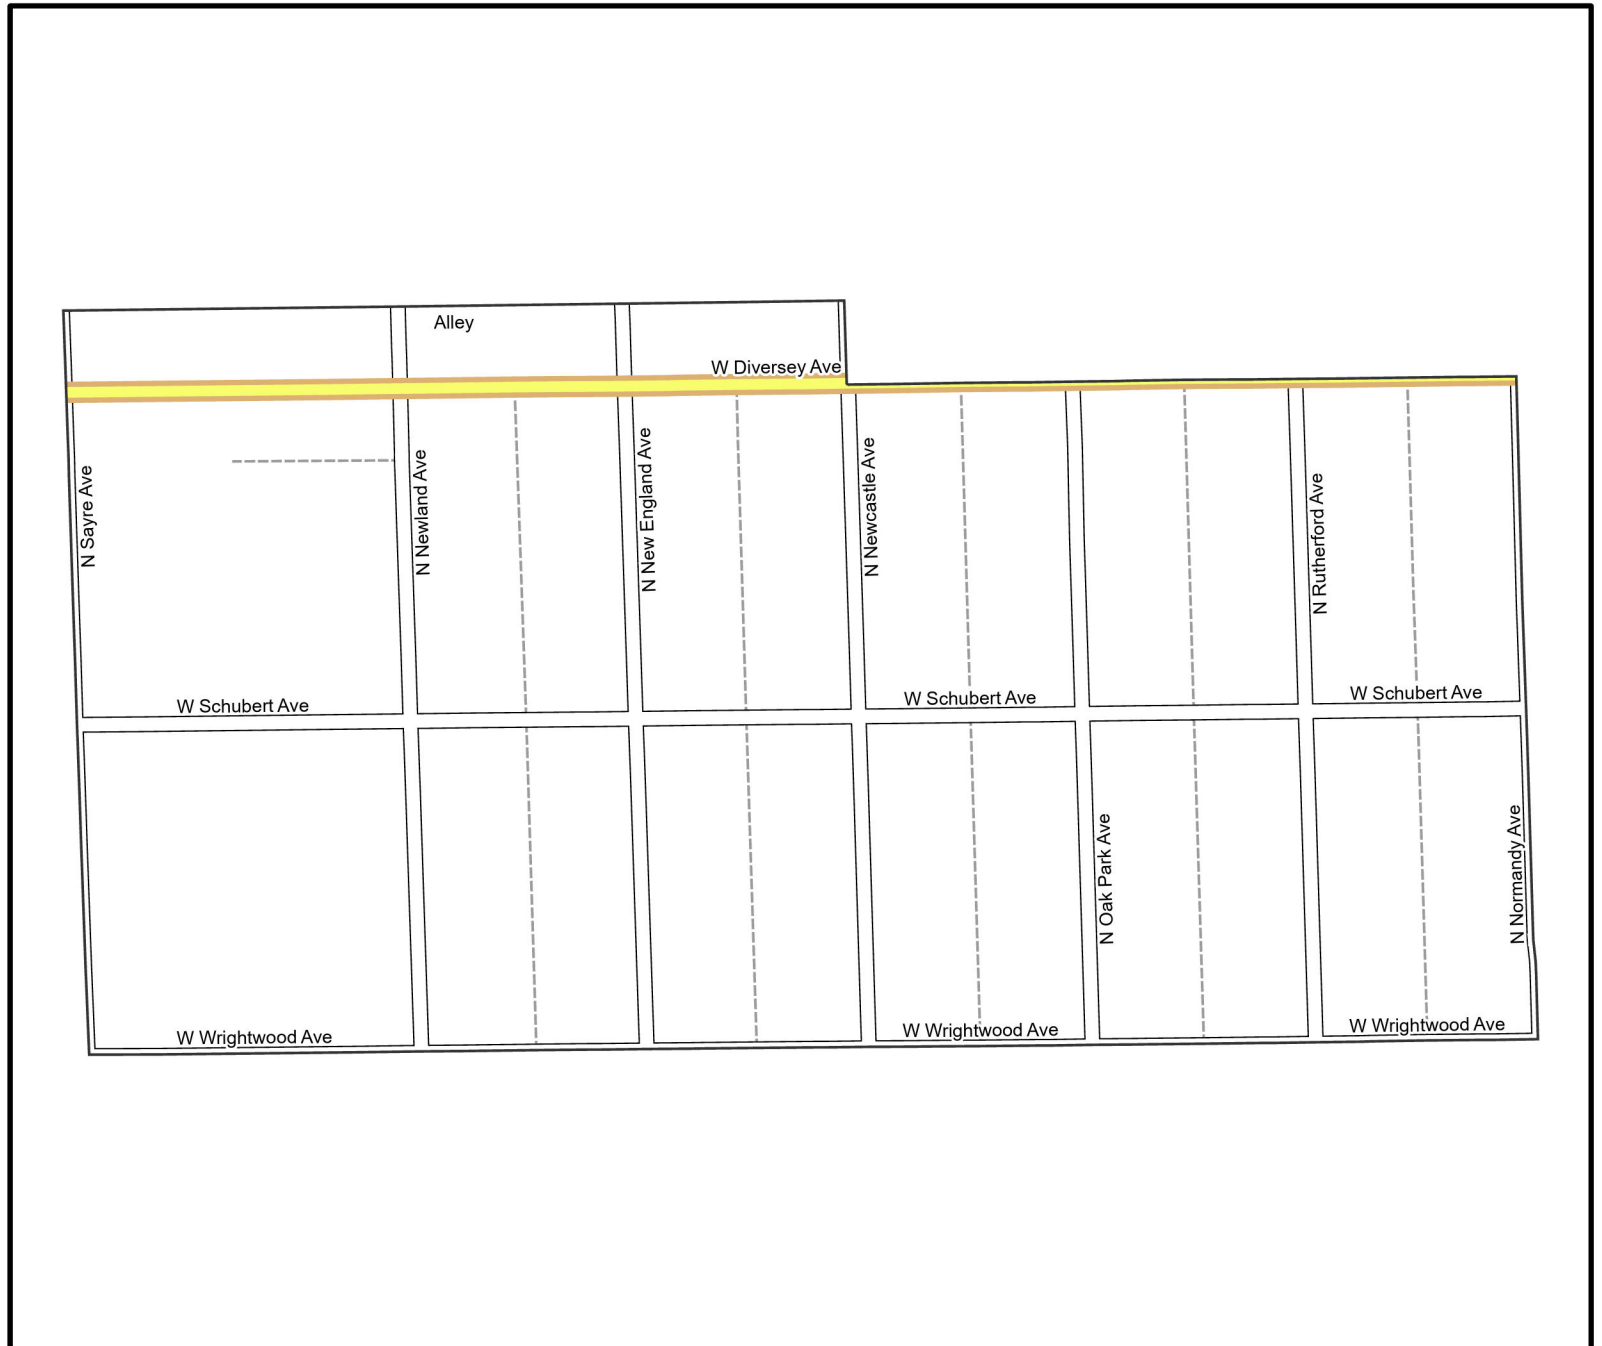 Alley
W Diversey Ave
N Sayre Ave
N Newland Ave
N New England Ave
N Newcastle Ave
N Rutherford Ave
W Schubert Ave
W Schubert Ave
W Schubert Ave
N Oak Park Ave
N Normandy Ave
W Wrightwood Ave
W Wrightwood Ave
W Wrightwood Ave